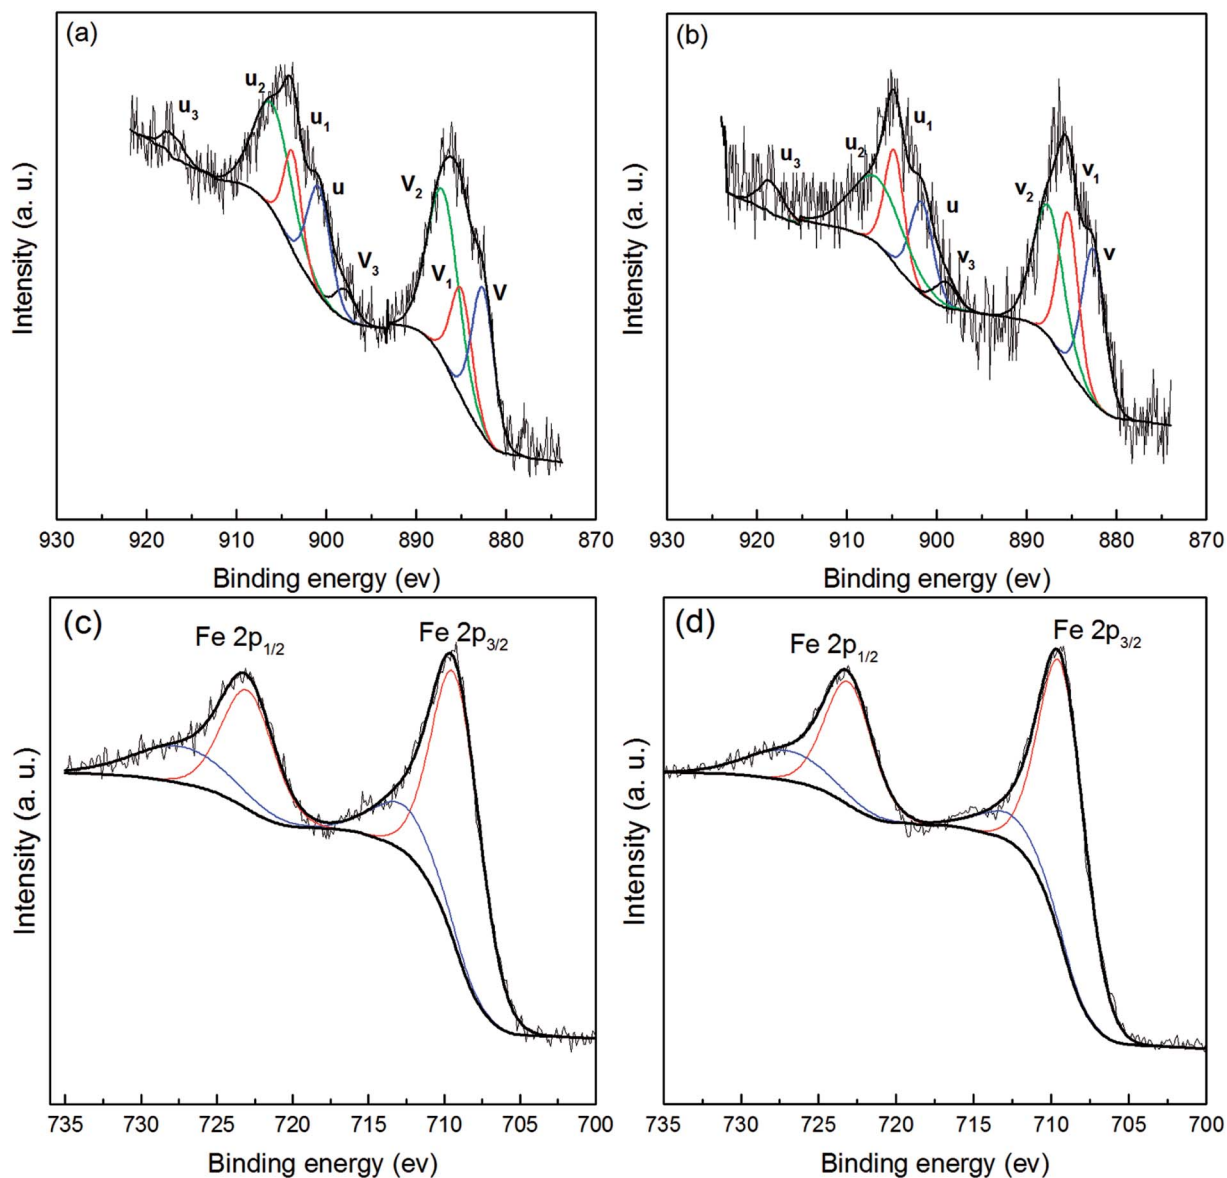 (a)
u3
u2
u1
u
V3
V2
V1
V
Intensity (a. u.)
930 920 910 900 890 880 870
Binding energy (ev)
(b)
u3
u2
u1
u
v3
v2
v1
v
Intensity (a. u.)
930 920 910 900 890 880 870
Binding energy (ev)
(c)
Fe 2p1/2
Fe 2p3/2
Intensity (a. u.)
735 730 725 720 715 710 705 700
Binding energy (ev)
(d)
Fe 2p1/2
Fe 2p3/2
Intensity (a. u.)
735 730 725 720 715 710 705 700
Binding energy (ev)